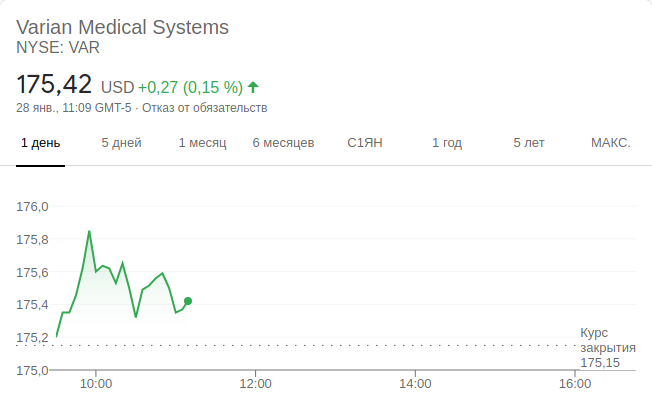 Varian Medical Systems
NYSE: VAR
175,42 USD +0,27 (0,15 %)
28 янв., 11:09 GMT-5 · Отказ от обязательств
1 день 5 дней 1 месяц 6 месяцев С1ЯН 1 год 5 лет МАКС.
176,0
175,8
175,6
175,4
175,2
175,0
Курс
закрытия
175,15
10:00 12:00 14:00 16:00